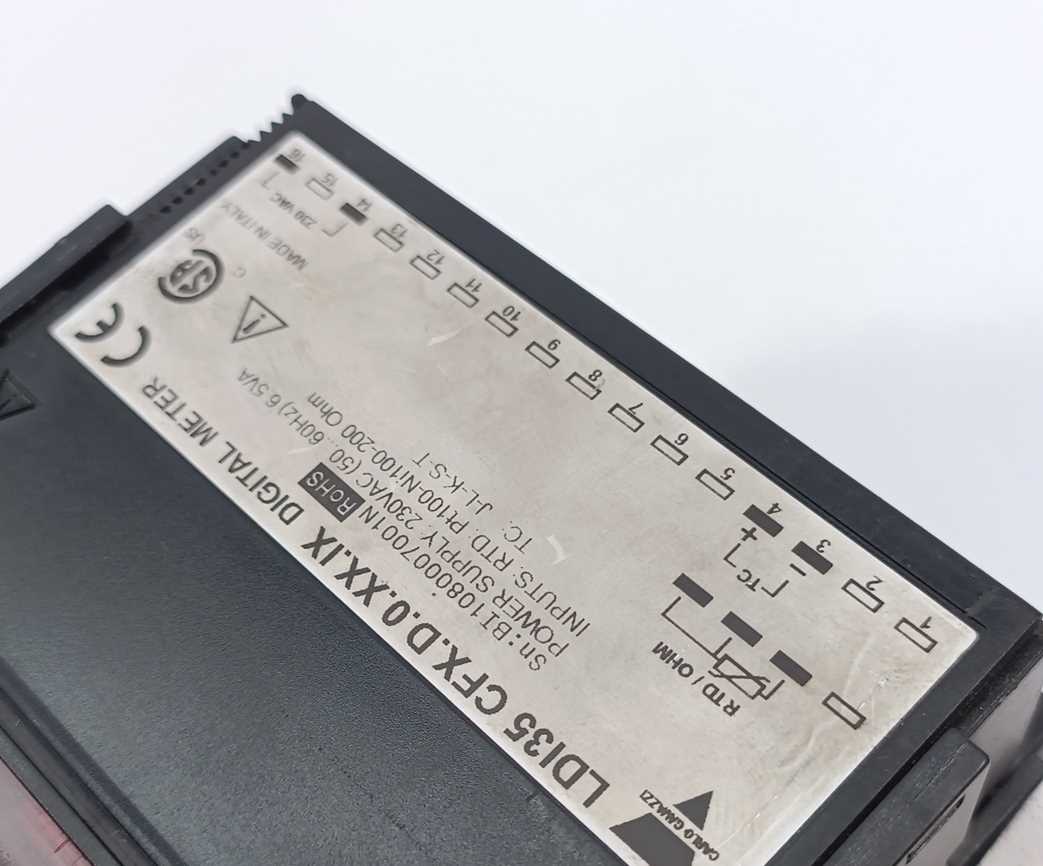 CARLO GAVAZZI
LDI35 CFX.D.0.XX.IX DIGITAL METER
sn:BI11080007001N RoHS
POWER SUPPLY: 230VAC (50...60Hz) 6.5VA
INPUTS: RTD. Pt100-Ni100-200 Ohm
TC. J-L-K-S-T
C US
MADE IN ITALY
RTD / OHM
TC
- +
230 VAC
1 2 3 4 5 6 7 8 9 10 11 12 13 14 15 16